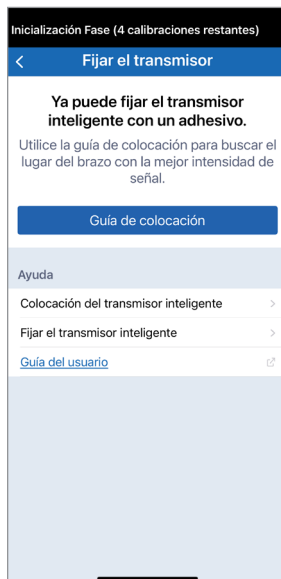 Inicialización Fase (4 calibraciones restantes)
Fijar el transmisor
Ya puede fijar el transmisor
inteligente con un adhesivo.
Utilice la guía de colocación para buscar el
lugar del brazo con la mejor intensidad de
señal.
Guía de colocación
Ayuda
Colocación del transmisor inteligente
Fijar el transmisor inteligente
Guía del usuario